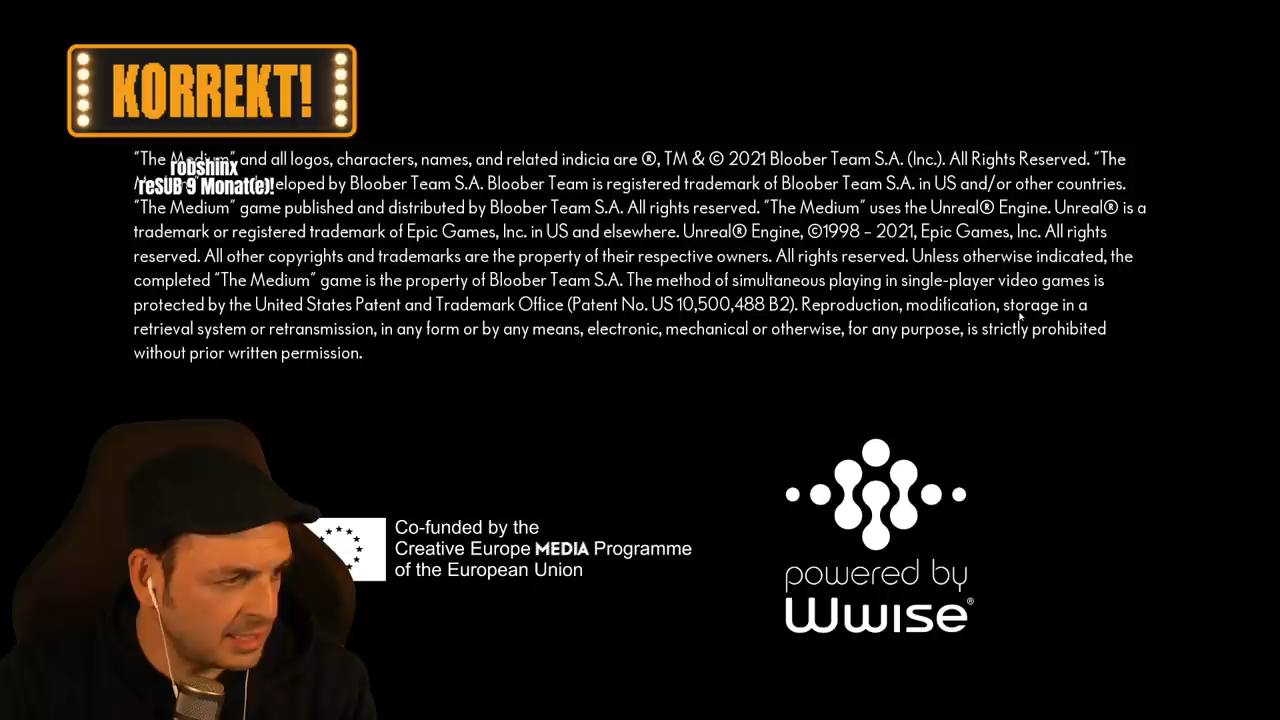 KORREKT!
"The Medium" and all logos, characters, names, and related indicia are ®, TM & © 2021 Bloober Team S.A. (Inc.). All Rights Reserved. "The
robshinx
eloped by Bloober Team S.A. Bloober Team is registered trademark of Bloober Team S.A. in US and/or other countries.
reSUB 9 Monat(e)!
"The Medium" game published and distributed by Bloober Team S.A. All rights reserved. "The Medium" uses the Unreal® Engine. Unreal® is a
trademark or registered trademark of Epic Games, Inc. in US and elsewhere. Unreal® Engine, ©1998 – 2021, Epic Games, Inc. All rights
reserved. All other copyrights and trademarks are the property of their respective owners. All rights reserved. Unless otherwise indicated, the
completed "The Medium" game is the property of Bloober Team S.A. The method of simultaneous playing in single-player video games is
protected by the United States Patent and Trademark Office (Patent No. US 10,500,488 B2). Reproduction, modification, storage in a
retrieval system or retransmission, in any form or by any means, electronic, mechanical or otherwise, for any purpose, is strictly prohibited
without prior written permission.
Co-funded by the
Creative Europe MEDIA Programme
of the European Union
powered by
Wwise®